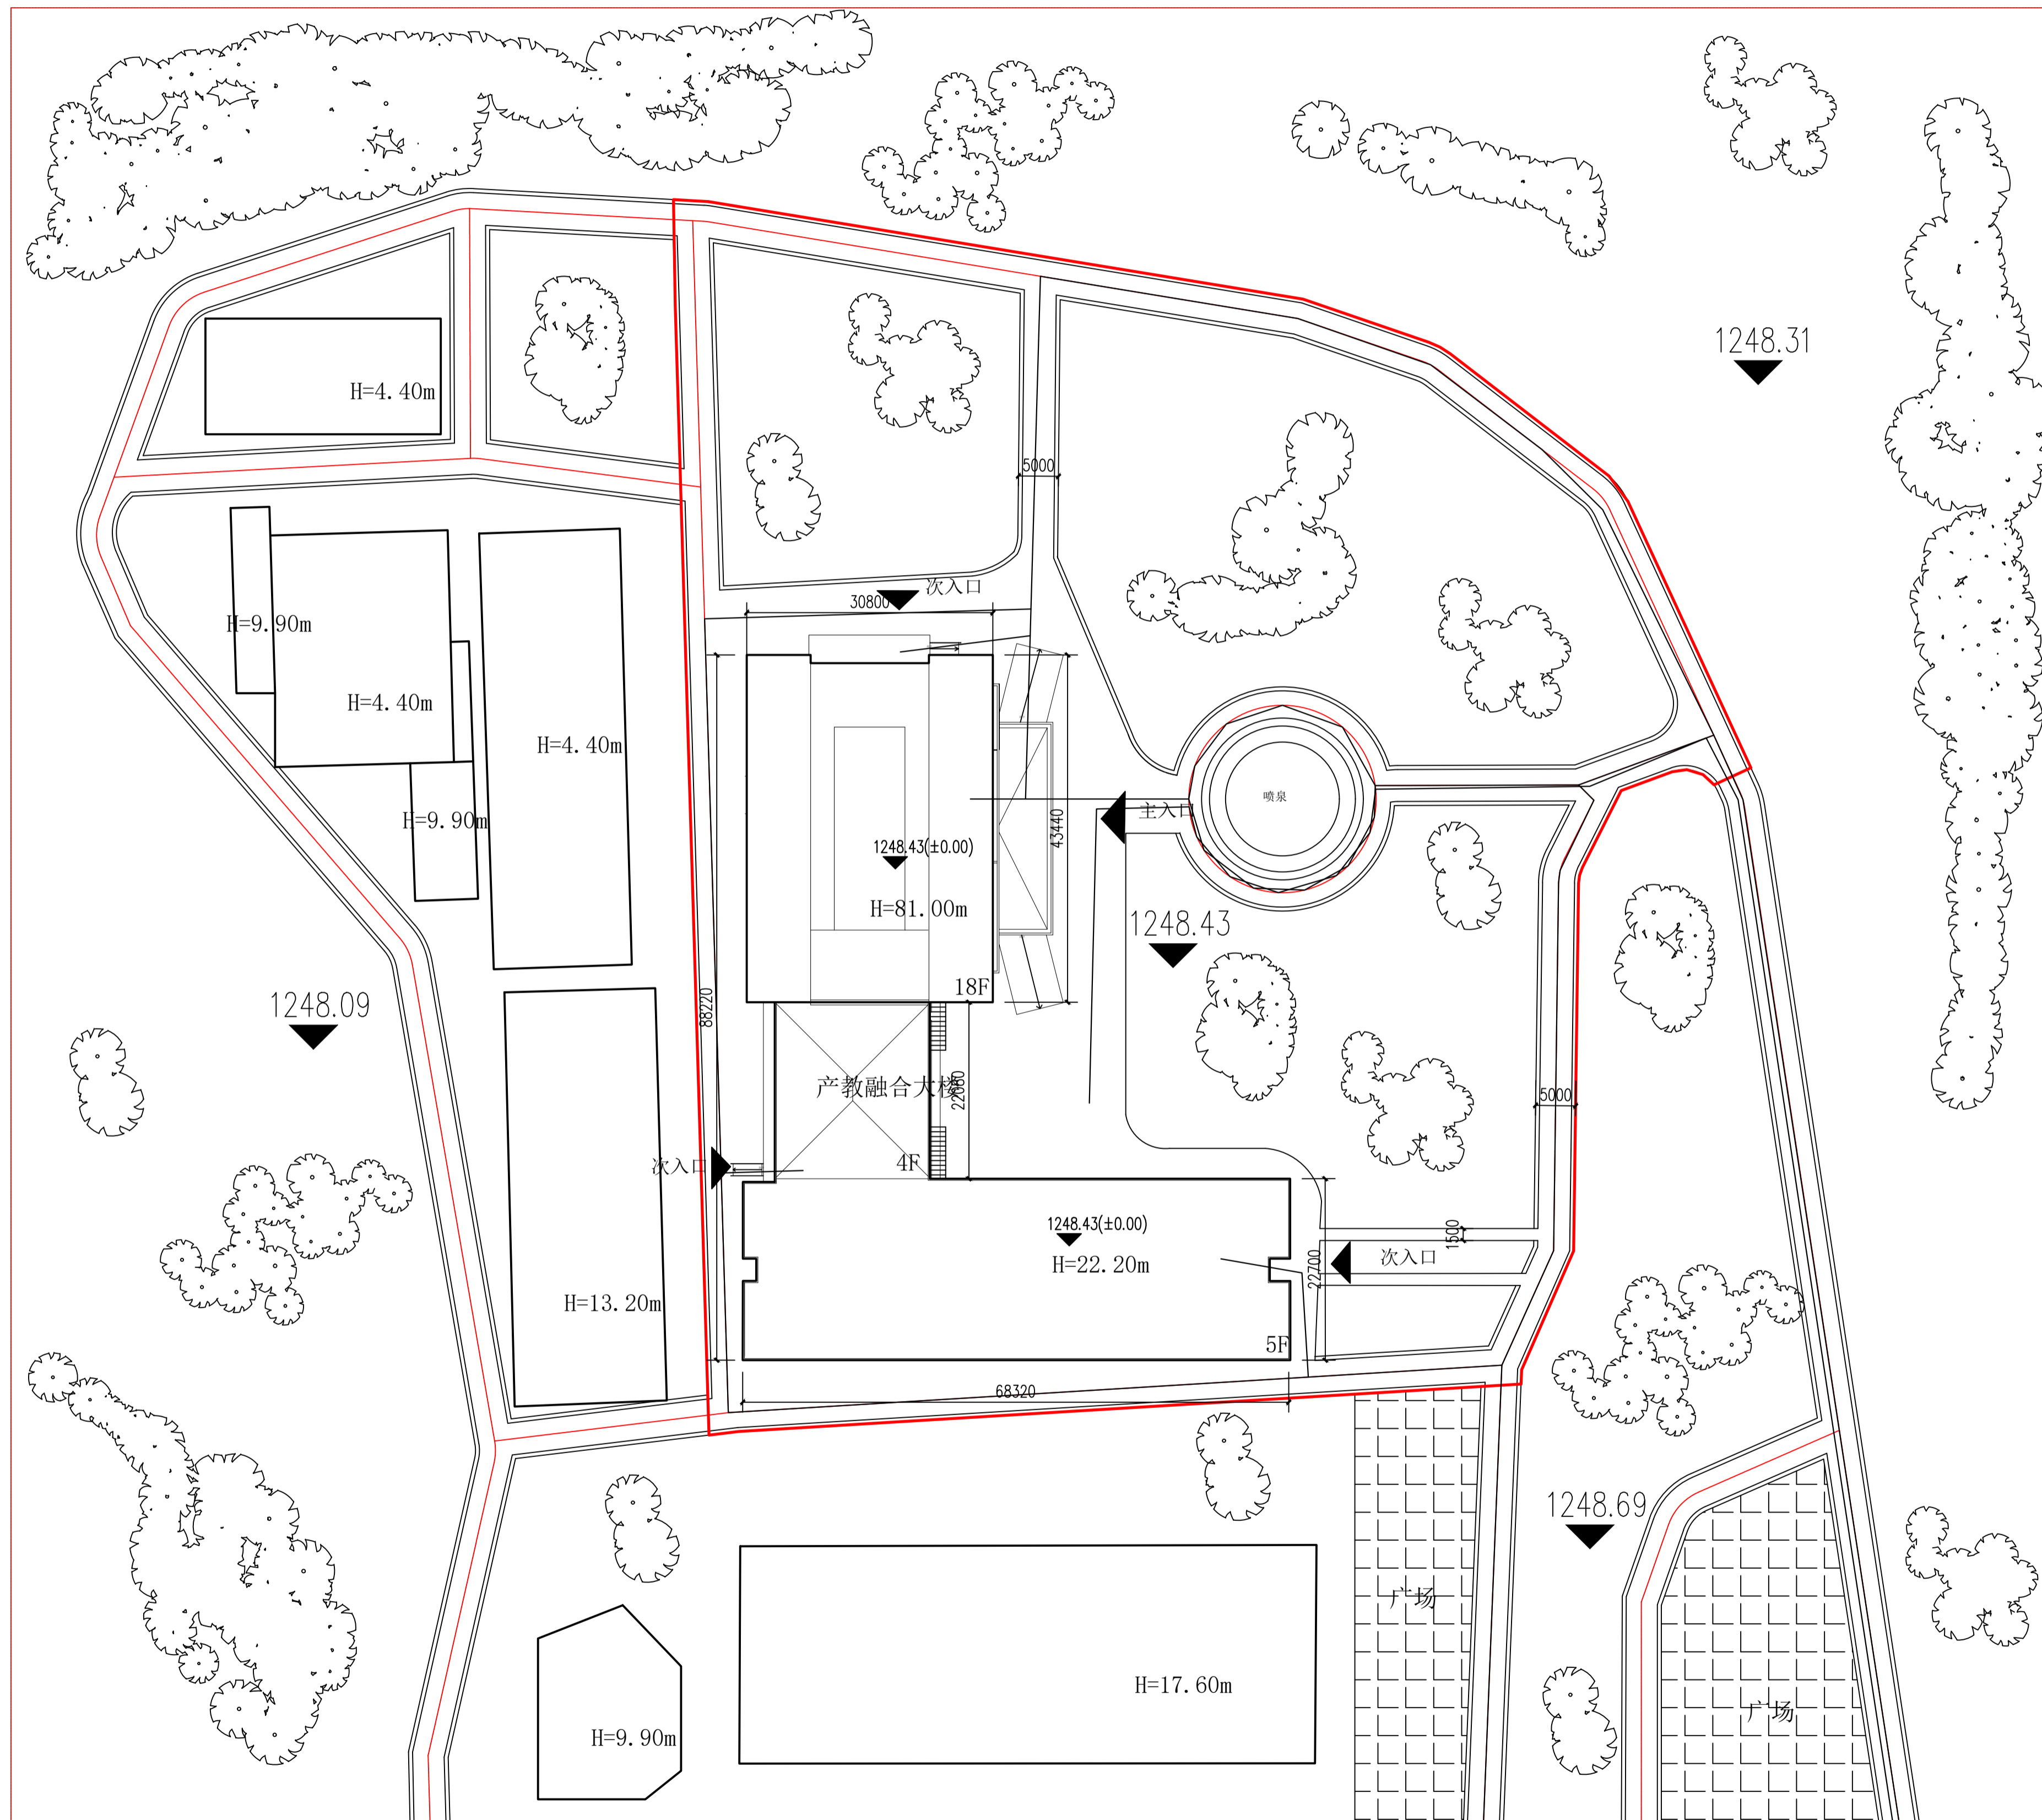 1248.31
H=4.40m
5000
次入口
30800
H=9.90m
H=4.40m
H=4.40m
喷泉
主入口
H=9.90m
43440
1248.43(±0.00)
H=81.00m
1248.43
18F
1248.09
88220
产教融合大楼
22080
5000
4F
次入口
1248.43(±0.00)
H=22.20m
1500
次入口
22700
H=13.20m
5F
68320
1248.69
广场
H=17.60m
广场
H=9.90m